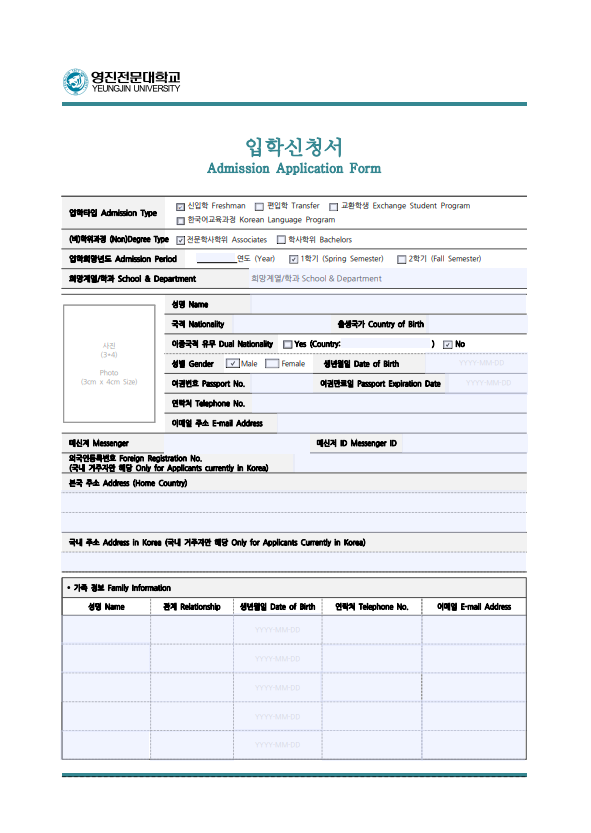 영진전문대학교
YEUNGJIN UNIVERSITY
입학신청서
Admission Application Form
입학타입 Admission Type
신입학 Freshman 편입학 Transfer 교환학생 Exchange Student Program
한국어교육과정 Korean Language Program
(비)학위과정 (Non)Degree Type 전문학사학위 Associates 학사학위 Bachelors
입학희망년도 Admission Period 연도 (Year) 1학기 (Spring Semester) 2학기 (Fall Semester)
희망계열/학과 School & Department 희망계열/학과 School & Department
사진
(3×4)
Photo
(3cm x 4cm Size)
성명 Name
국적 Nationality 출생국가 Country of Birth
이중국적 유무 Dual Nationality Yes (Country: ) No
성별 Gender Male Female 생년월일 Date of Birth YYYY-MM-DD
여권번호 Passport No. 여권만료일 Passport Expiration Date YYYY-MM-DD
연락처 Telephone No.
이메일 주소 E-mail Address
메신저 Messenger 메신저 ID Messenger ID
외국인등록번호 Foreign Registration No.
(국내 거주자만 해당 Only for Applicants currently in Korea)
본국 주소 Address (Home Country)
국내 주소 Address in Korea (국내 거주자만 해당 Only for Applicants Currently in Korea)
• 가족 정보 Family Information
성명 Name 관계 Relationship 생년월일 Date of Birth 연락처 Telephone No. 이메일 E-mail Address
YYYY-MM-DD
YYYY-MM-DD
YYYY-MM-DD
YYYY-MM-DD
YYYY-MM-DD